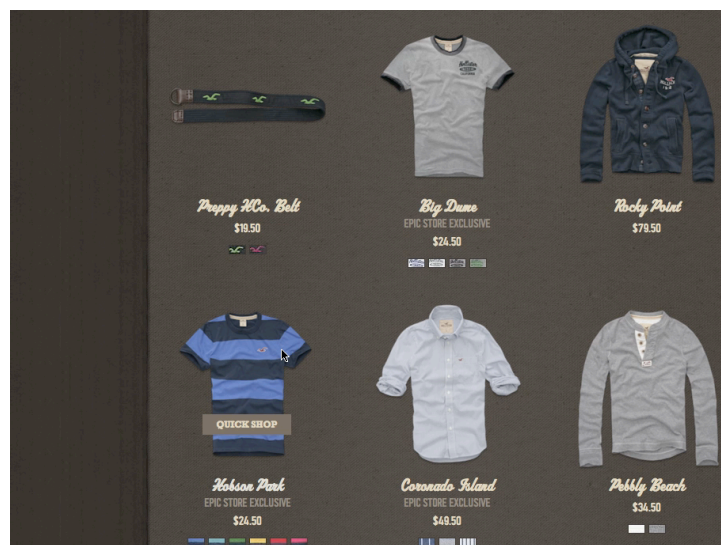 Preppy HCo. Belt
$19.50
Big Dume
EPIC STORE EXCLUSIVE
$24.50
Rocky Point
$79.50
QUICK SHOP
Hobson Park
EPIC STORE EXCLUSIVE
$24.50
Coronado Island
EPIC STORE EXCLUSIVE
$49.50
Pebbly Beach
$34.50